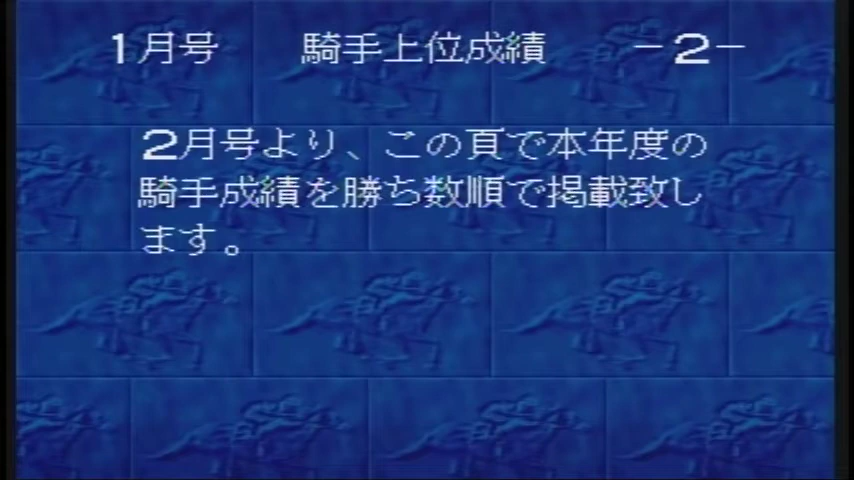 1月号 騎手上位成績 −2−
2月号より、この頁で本年度の
騎手成績を勝ち数順で掲載致し
ます。